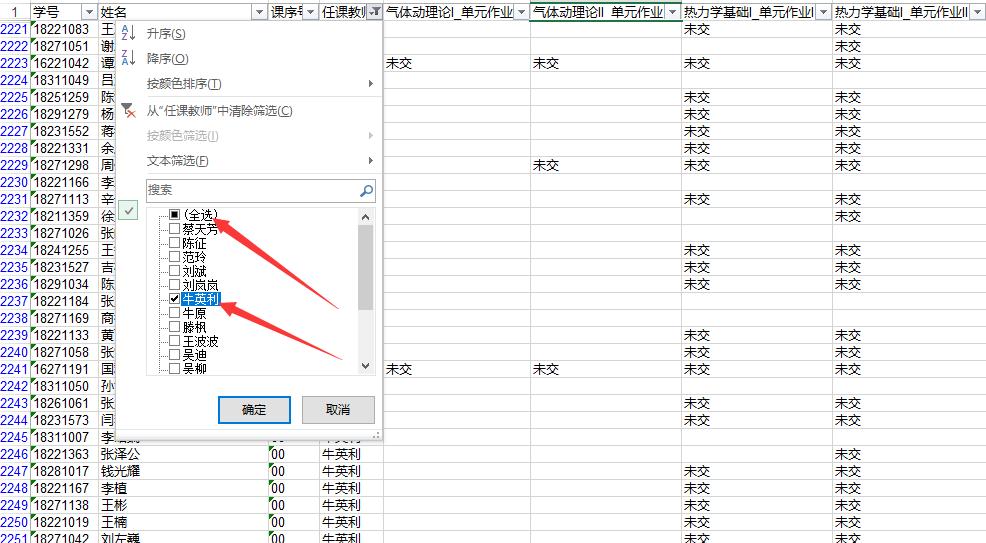 1 学号 姓名 课序号 任课教师 气体动理论I_单元作业 气体动理论II_单元作业 热力学基础I_单元作业I 热力学基础I_单元作业II
2221 18221083 王 未交 未交
2222 18271051 谢 未交
2223 16221042 谭 未交 未交 未交 未交
2224 18311049 吕
2225 18251259 陈 未交 未交
2226 18291279 杨 未交 未交
2227 18231552 蒋 未交 未交
2228 18221331 余 未交 未交
2229 18271298 周 未交 未交 未交
2230 18221166 李
2231 18271113 辛 未交 未交
2232 18211359 徐 未交
2233 18271026 张
2234 18241255 王 未交 未交
2235 18231527 吉 未交 未交
2236 18291034 陈 未交 未交
2237 18221184 张
2238 18271169 商
2239 18221133 黄 未交 未交
2240 18271058 张 未交 未交
2241 16271191 国 未交 未交 未交 未交
2242 18311050 孙
2243 18261061 张 未交 未交
2244 18231573 闫 未交 未交
2245 18311007 李
2246 18221363 张泽公 00 牛英利 未交
2247 18281017 钱光耀 00 牛英利 未交 未交
2248 18221167 李植 00 牛英利 未交 未交
2249 18271138 王彬 00 牛英利 未交 未交
2250 18221019 王楠 00 牛英利 未交 未交
2251 18271042 刘左巍 00 牛英利 未交 未交
升序(S)
降序(O)
按颜色排序(T)
从“任课教师”中清除筛选(C)
按颜色筛选(I)
文本筛选(F)
搜索
(全选)
蔡天芳
陈征
范玲
刘斌
刘岚岚
牛英利
牛原
滕枫
王波波
吴迪
吴柳
确定 取消